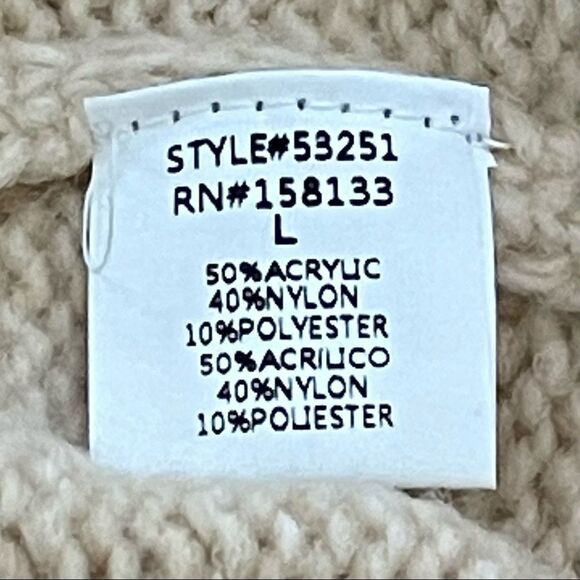 STYLE#53251
RN#158133
L
50%ACRYLIC
40%NYLON
10%POLYESTER
50%ACRILICO
40%NYLON
10%POLIESTER